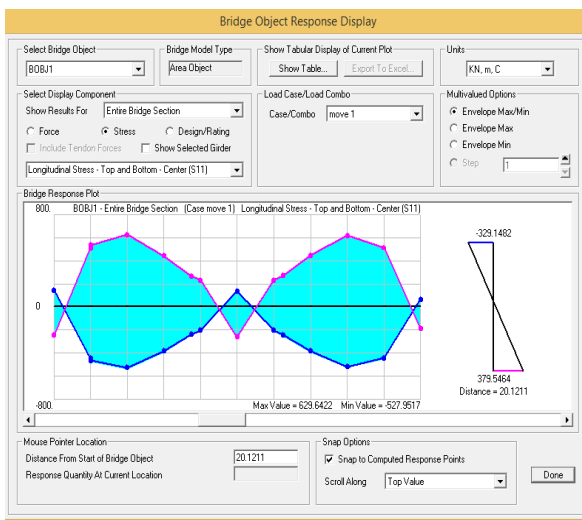 Bridge Object Response Display
Select Bridge Object
BOBJ1
Bridge Model Type
Area Object
Show Tabular Display of Current Plot
Show Table...
Export To Excel...
Units
KN, m, C
Select Display Component
Show Results For
Entire Bridge Section
Force
Stress
Design/Rating
Include Tendon Forces
Show Selected Girder
Longitudinal Stress - Top and Bottom - Center (S11)
Load Case/Load Combo
Case/Combo
move 1
Multivalued Options
Envelope Max/Min
Envelope Max
Envelope Min
Step
1
Bridge Response Plot
800.
BOBJ1 - Entire Bridge Section (Case move 1) Longitudinal Stress - Top and Bottom - Center (S11)
0
-800.
Max Value = 629.6422 Min Value = -527.9517
-329.1482
379.5464
Distance = 20.1211
Mouse Pointer Location
Distance From Start of Bridge Object
20.1211
Response Quantity At Current Location
Snap Options
Snap to Computed Response Points
Scroll Along
Top Value
Done